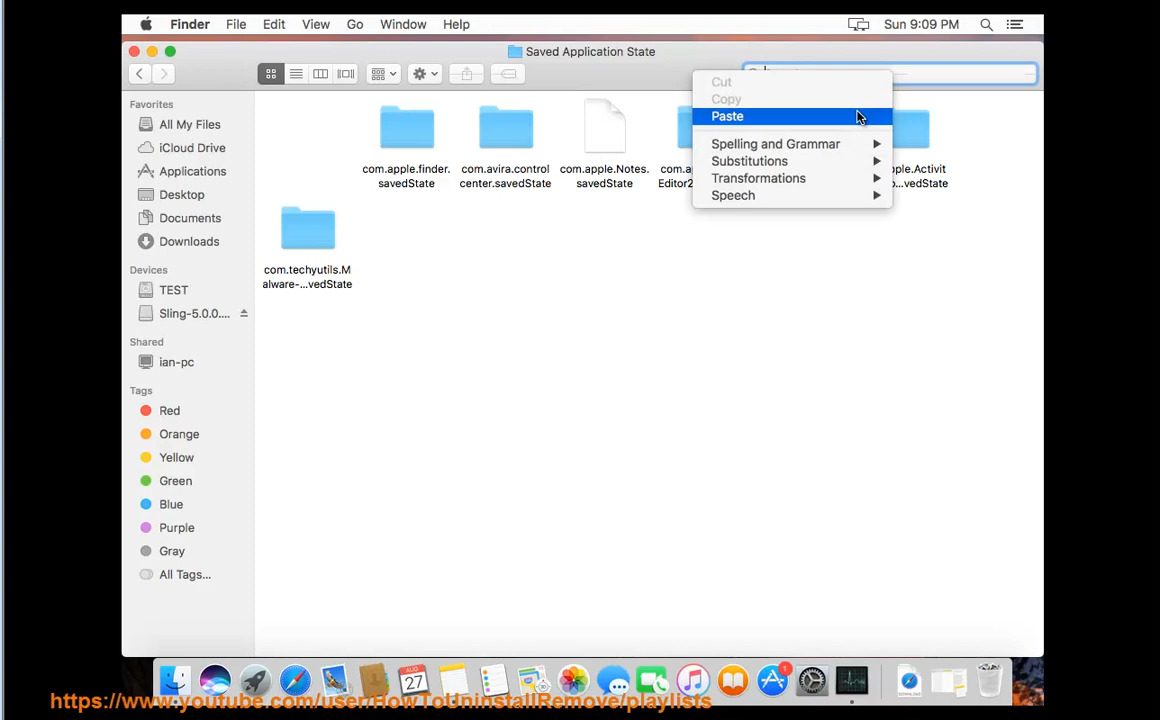 Finder File Edit View Go Window Help Sun 9:09 PM
Saved Application State
Favorites
All My Files
iCloud Drive
Applications
Desktop
Documents
Downloads
Devices
TEST
Sling-5.0.0....
Shared
ian-pc
Tags
Red
Orange
Yellow
Green
Blue
Purple
Gray
All Tags...
com.apple.finder.
savedState
com.avira.control
center.savedState
com.apple.Notes.
savedState
com.a
Editor2
ple.Activit
...vedState
com.techyutils.M
alware-...vedState
Cut
Copy
Paste
Spelling and Grammar
Substitutions
Transformations
Speech
AUG
27
1
https://www.youtube.com/user/HowToUninstallRemove/playlists